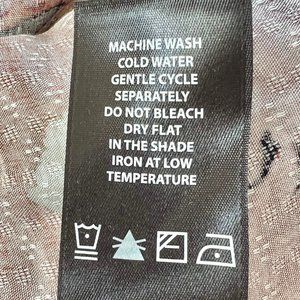 MACHINE WASH
COLD WATER
GENTLE CYCLE
SEPARATELY
DO NOT BLEACH
DRY FLAT
IN THE SHADE
IRON AT LOW
TEMPERATURE